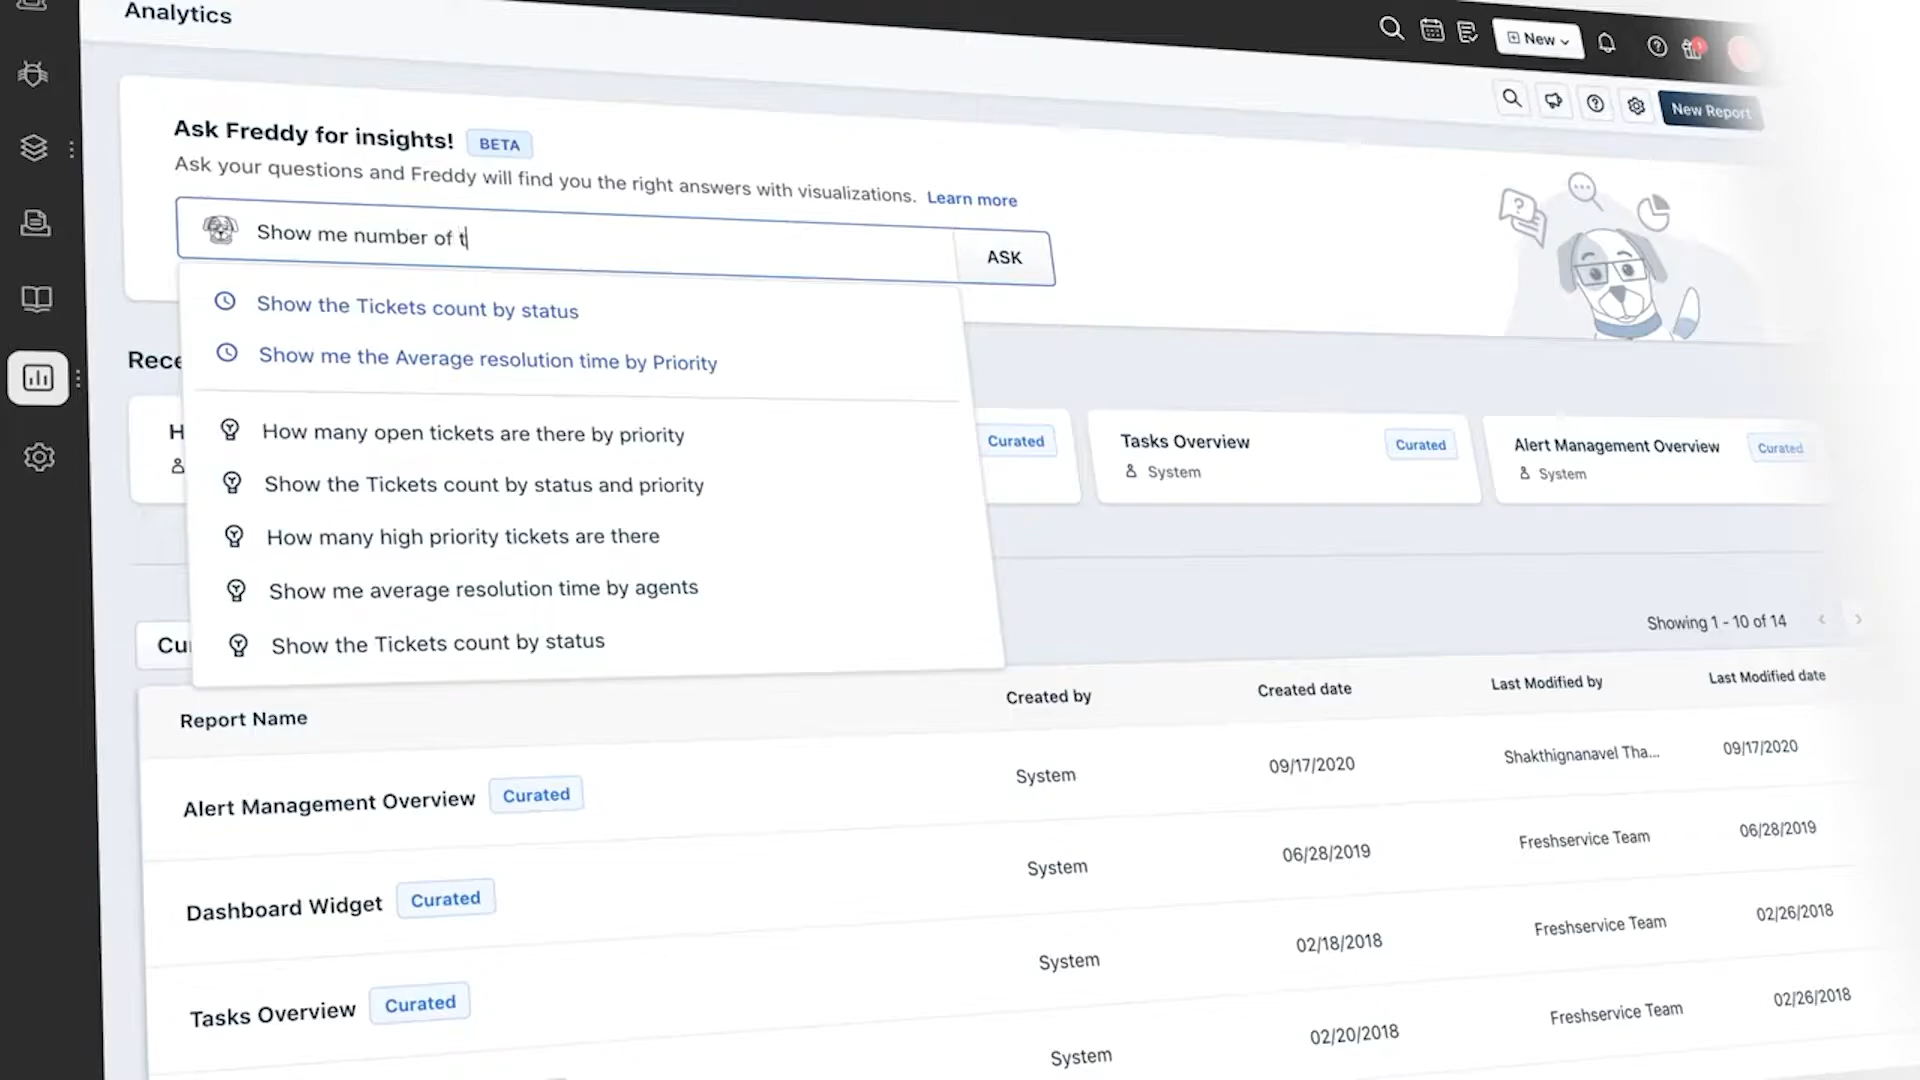 Analytics
New
1
New Report
Ask Freddy for insights! BETA
Ask your questions and Freddy will find you the right answers with visualizations. Learn more
Show me number of t
ASK
Show the Tickets count by status
Show me the Average resolution time by Priority
How many open tickets are there by priority
Show the Tickets count by status and priority
How many high priority tickets are there
Show me average resolution time by agents
Show the Tickets count by status
Rece
H
Curated
Tasks Overview Curated
System
Alert Management Overview Curated
System
Cu
Showing 1 - 10 of 14
Report Name Created by Created date Last Modified by Last Modified date
Alert Management Overview Curated System 09/17/2020 Shakthignanavel Tha... 09/17/2020
Dashboard Widget Curated System 06/28/2019 Freshservice Team 06/28/2019
Tasks Overview Curated System 02/18/2018 Freshservice Team 02/26/2018
System 02/20/2018 Freshservice Team 02/26/2018